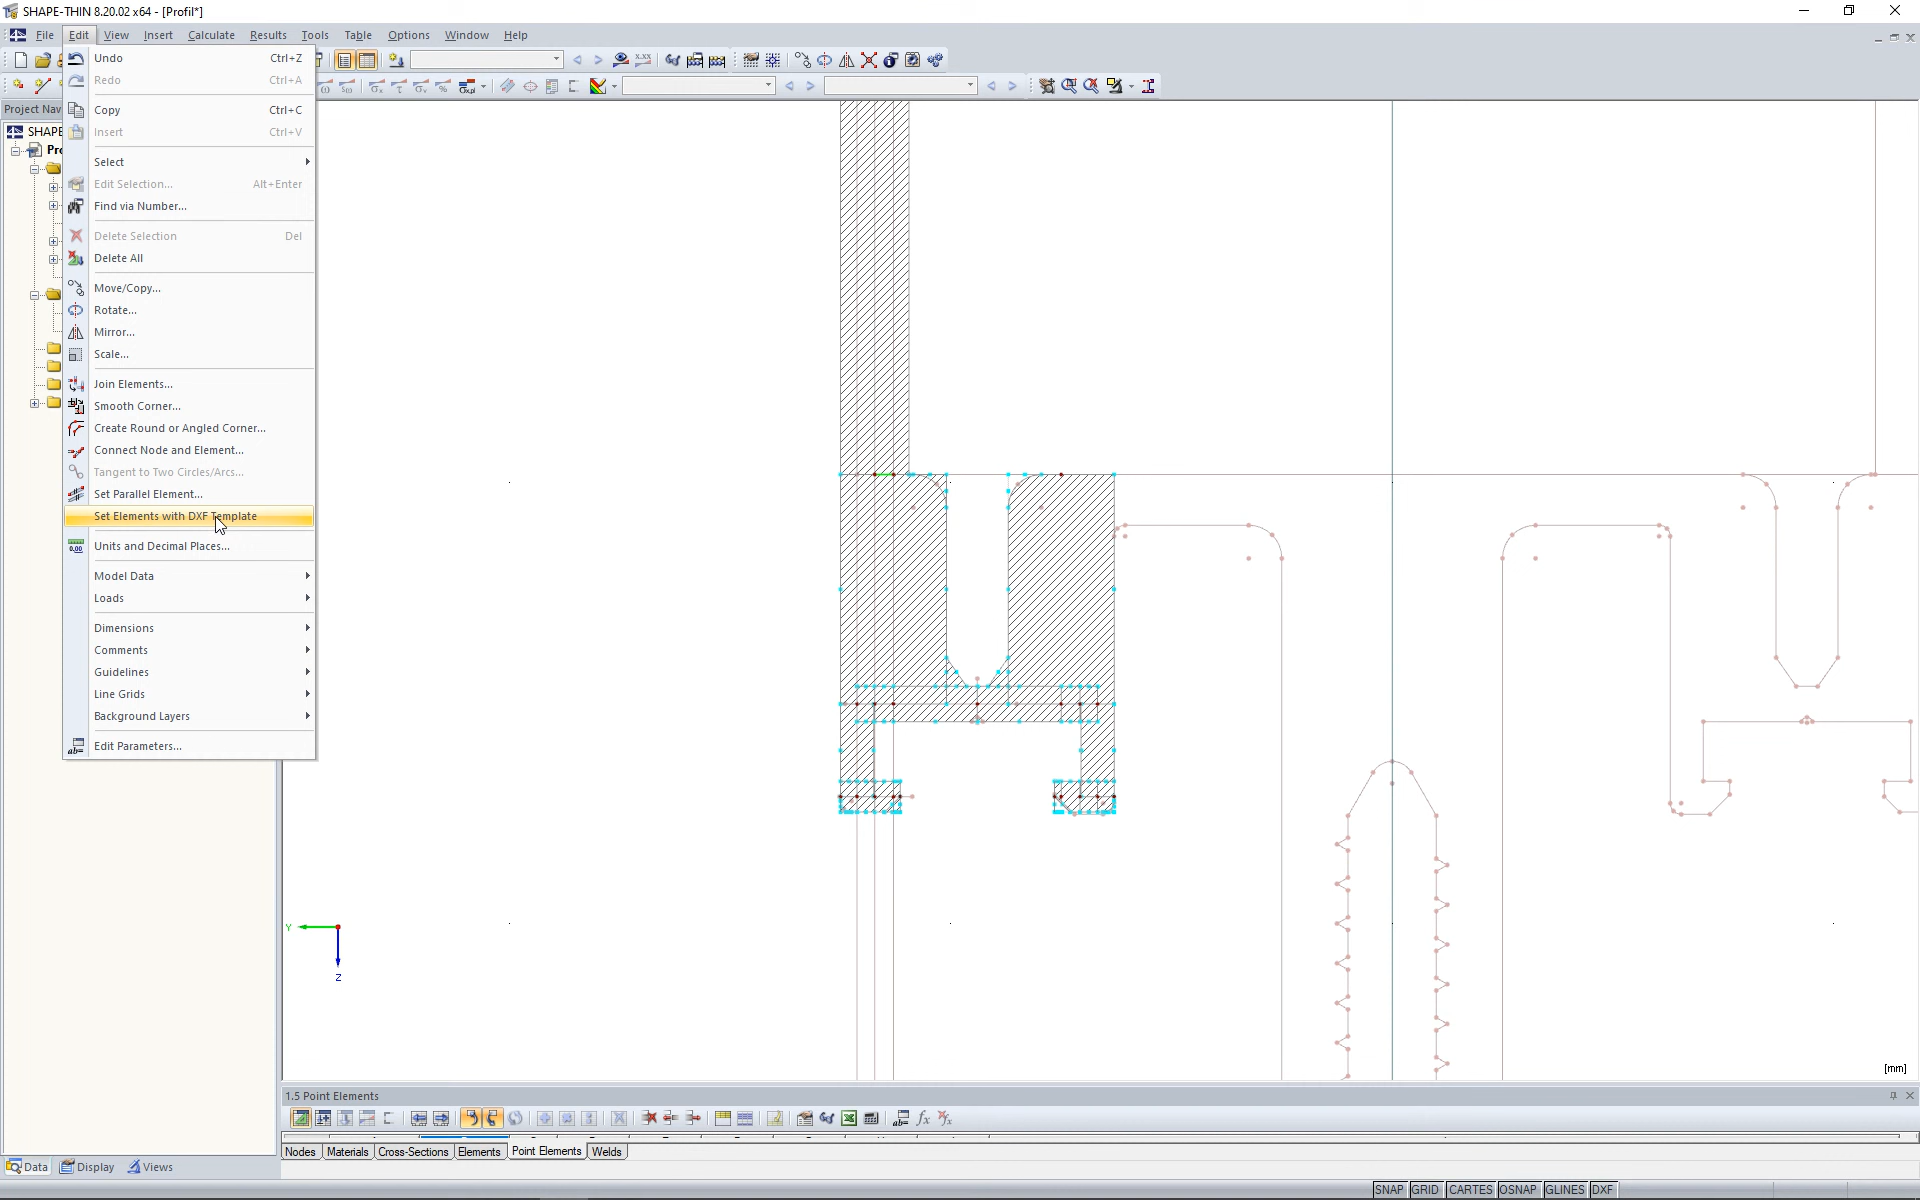 SHAPE-THIN 8.20.02 x64 - [Profil*]
File Edit View Insert Calculate Results Tools Table Options Window Help
Undo Ctrl+Z
Redo Ctrl+A
Copy Ctrl+C
Insert Ctrl+V
Select
Edit Selection... Alt+Enter
Find via Number...
Delete Selection Del
Delete All
Move/Copy...
Rotate...
Mirror...
Scale...
Join Elements...
Smooth Corner...
Create Round or Angled Corner...
Connect Node and Element...
Tangent to Two Circles/Arcs...
Set Parallel Element...
Set Elements with DXF Template
Units and Decimal Places...
Model Data
Loads
Dimensions
Comments
Guidelines
Line Grids
Background Layers
Edit Parameters...
Project Nav
SHAPE
Pro
Y
Z
[mm]
1.5 Point Elements
Nodes Materials Cross-Sections Elements Point Elements Welds
Data Display Views
SNAP GRID CARTES OSNAP GLINES DXF